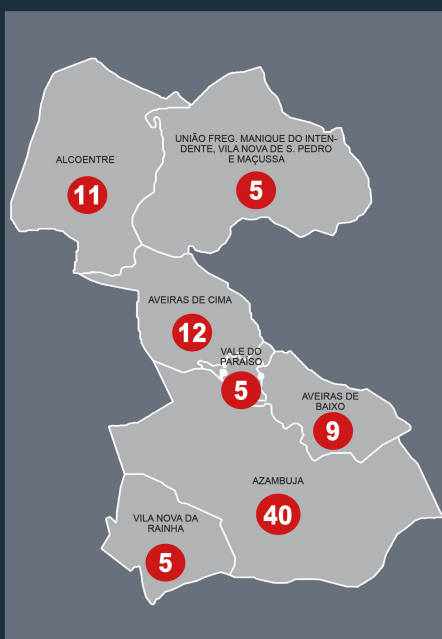 UNIÃO FREG. MANIQUE DO INTEN-
DENTE, VILA NOVA DE S. PEDRO
E MAÇUSSA
5
ALCOENTRE
11
AVEIRAS DE CIMA
12
VALE DO
PARAÍSO
5
AVEIRAS DE
BAIXO
9
AZAMBUJA
40
VILA NOVA DA
RAINHA
5